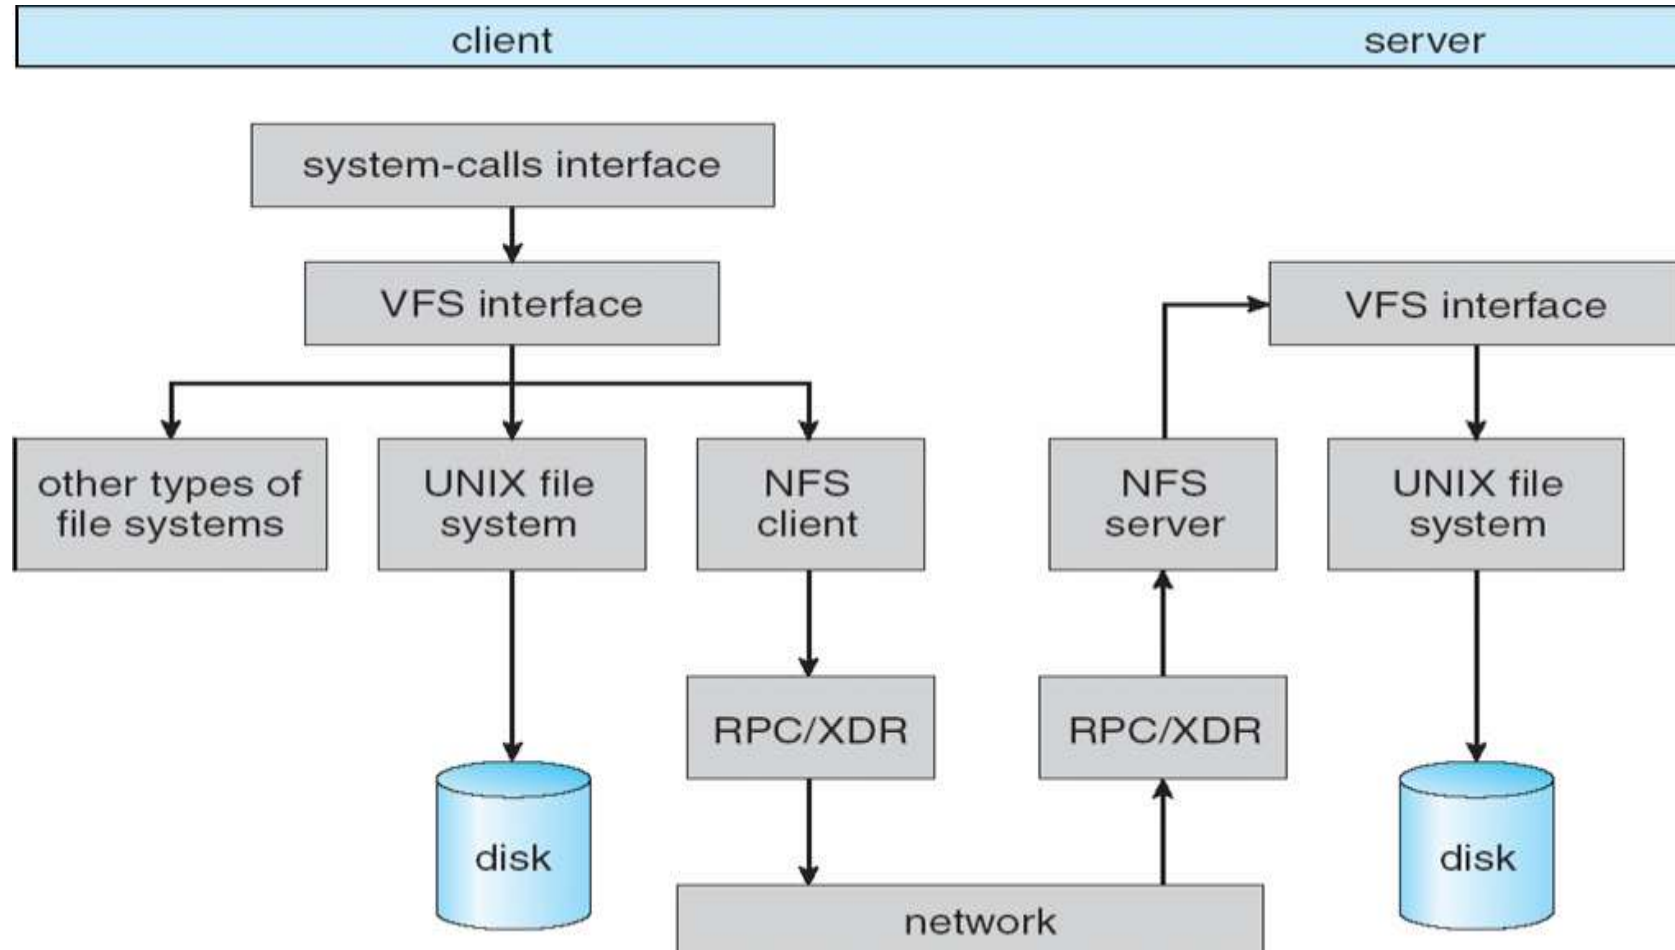 client
server
system-calls interface
VFS interface
VFS interface
other types of
file systems
UNIX file
system
NFS
client
NFS
server
UNIX file
system
RPC/XDR
RPC/XDR
disk
disk
network